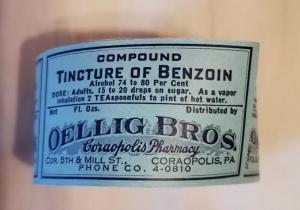 COMPOUND
TINCTURE OF BENZOIN
Alcohol 74 to 80 Per Cent
DOSE: Adults, 15 to 20 drops on sugar. As a vapor
inhalation 2 TEAspoonfuls to pint of hot water.
Net Fl. Ozs. Distributed by
OELLIG BROS.
Coraopolis Pharmacy
COR. 5TH & MILL ST., CORAOPOLIS, PA
PHONE CO. 4-0810